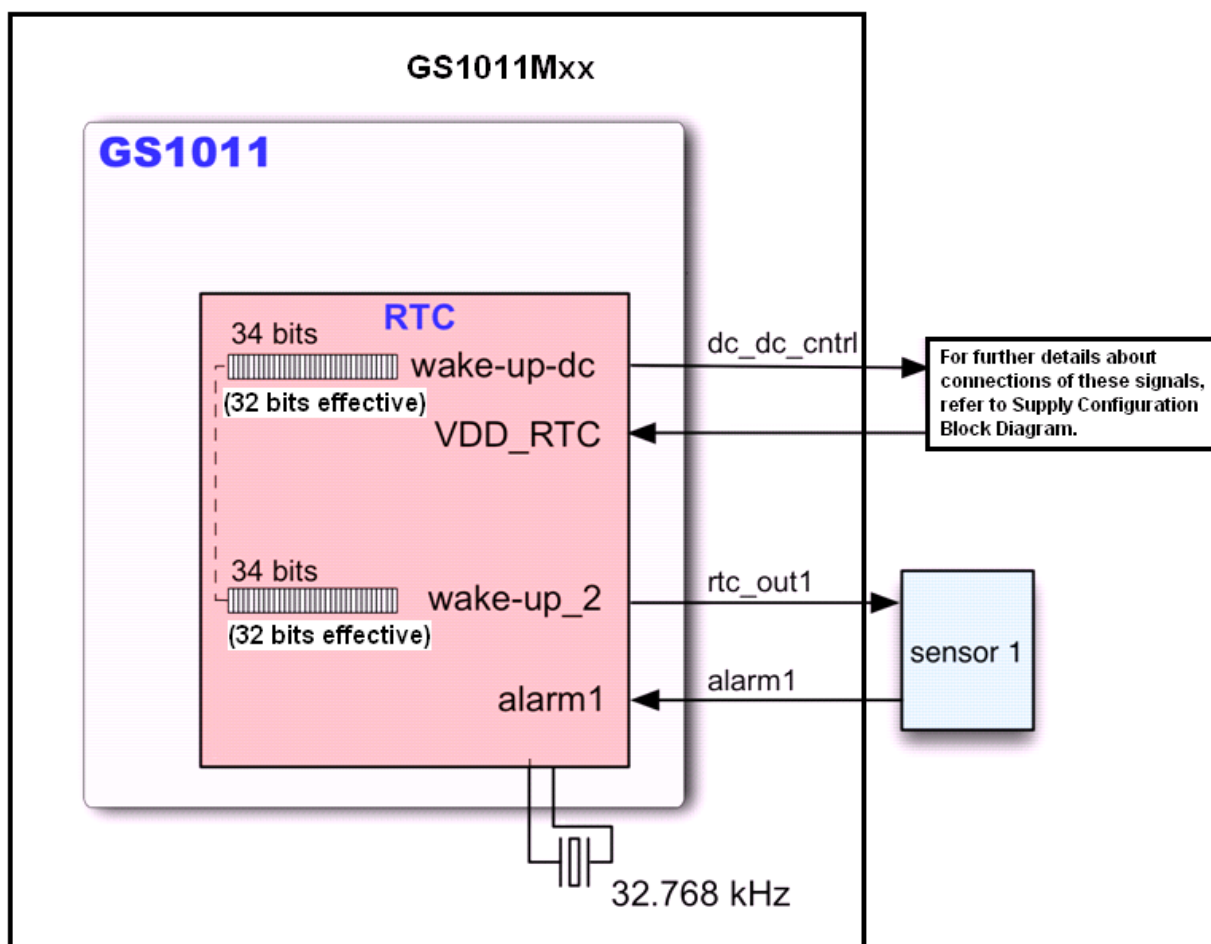 GS1011Mxx
GS1011
RTC
34 bits
wake-up-dc
(32 bits effective)
VDD_RTC
34 bits
wake-up_2
(32 bits effective)
alarm1
dc_dc_cntrl
For further details about
connections of these signals,
refer to Supply Configuration
Block Diagram.
rtc_out1
sensor 1
alarm1
32.768 kHz